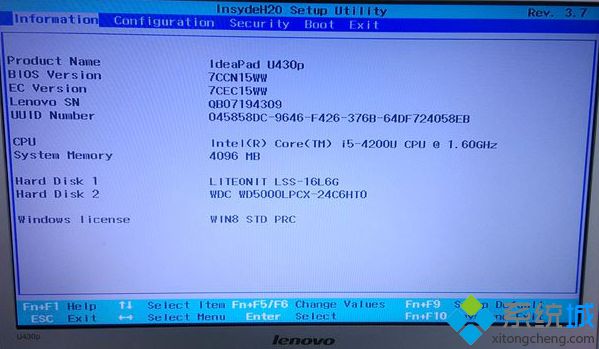 InsydeH20 Setup Utility Rev. 3.7
Information Configuration Security Boot Exit
Product Name IdeaPad U430p
BIOS Version 7CCN15WW
EC Version 7CEC15WW
Lenovo SN QB07194309
UUID Number 045858DC-9646-F426-376B-64DF724058EB
CPU Intel(R) Core(TM) i5-4200U CPU @ 1.60GHz
System Memory 4096 MB
Hard Disk 1 LITEONIT LSS-16L6G
Hard Disk 2 WDC WD5000LPCX-24C6HT0
Windows license WIN8 STD PRC
Fn+F1 Help ↑↓ Select Item Fn+F5/F6 Change Values Fn+F9
ESC Exit ↔ Select Menu Enter Select Fn+F10
U430p lenovo
系统城
xitongcheng.com